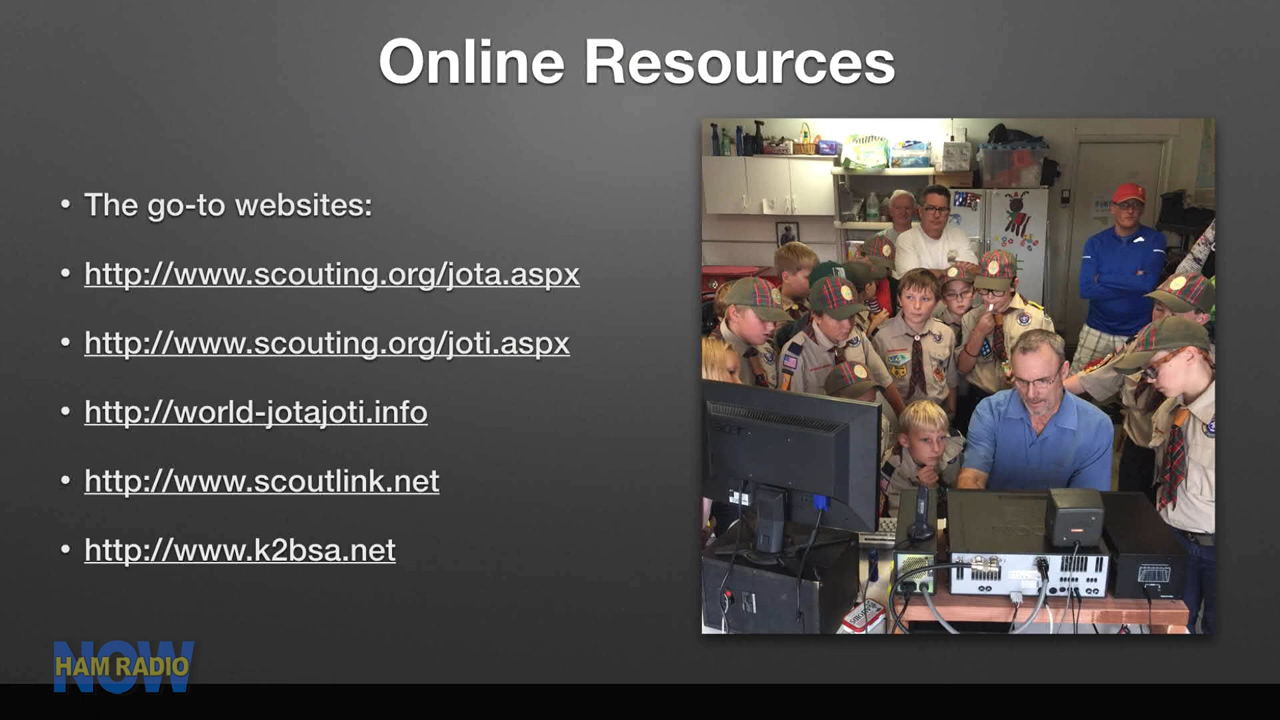 Online Resources
• The go-to websites:
• http://www.scouting.org/jota.aspx
• http://www.scouting.org/joti.aspx
• http://world-jotajoti.info
• http://www.scoutlink.net
• http://www.k2bsa.net
NOW
HAM RADIO